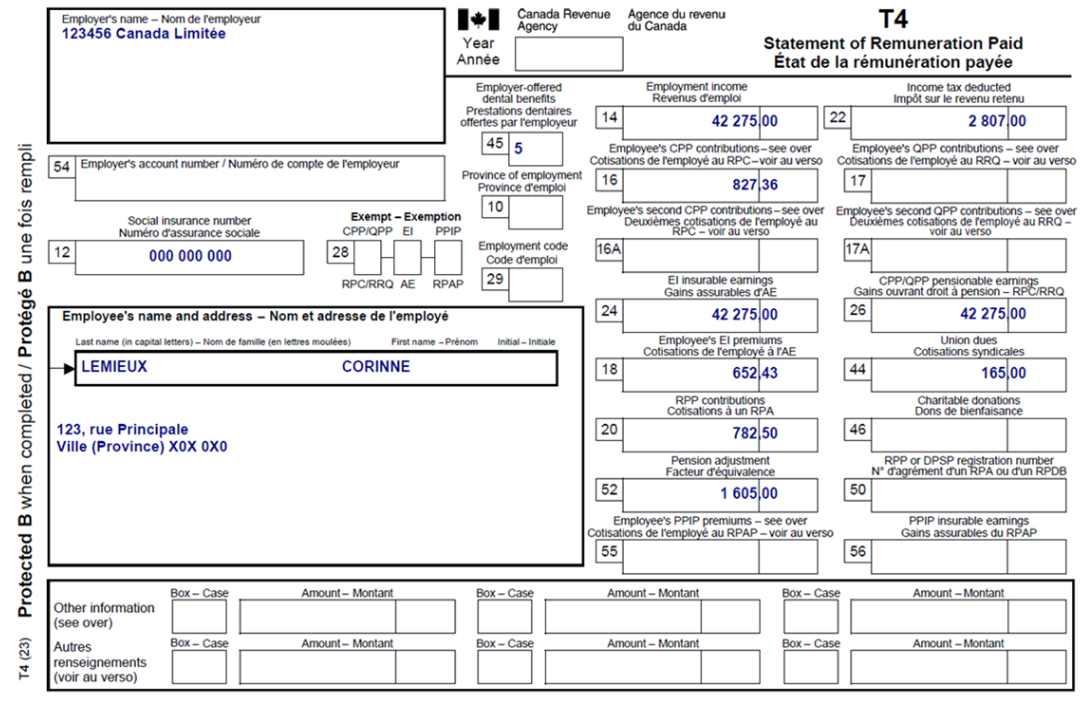 Employer's name – Nom de l'employeur
123456 Canada Limitée
Canada Revenue Agency
Agence du revenu du Canada
T4
Year
Année
Statement of Remuneration Paid
État de la rémunération payée
Employer-offered
dental benefits
Prestations dentaires
offertes par l'employeur
45 5
Employment income
Revenus d'emploi
14 42 275,00
Income tax deducted
Impôt sur le revenu retenu
22 2 807,00
54 Employer's account number / Numéro de compte de l'employeur
Province of employment
Province d'emploi
10
Employee's CPP contributions – see over
Cotisations de l'employé au RPC – voir au verso
16 827,36
Employee's QPP contributions – see over
Cotisations de l'employé au RRQ – voir au verso
17
Social insurance number
Numéro d'assurance sociale
12 000 000 000
Exempt – Exemption
CPP/QPP EI PPIP
28
RPC/RRQ AE RPAP
Employment code
Code d'emploi
29
Employee's second CPP contributions – see over
Deuxièmes cotisations de l'employé au
RPC – voir au verso
16A
Employee's second QPP contributions – see over
Deuxièmes cotisations de l'employé au RRQ –
voir au verso
17A
EI insurable earnings
Gains assurables d'AE
24 42 275,00
CPP/QPP pensionable earnings
Gains ouvrant droit à pension – RPC/RRQ
26 42 275,00
Employee's name and address – Nom et adresse de l'employé
Last name (in capital letters) – Nom de famille (en lettres moulées) First name – Prénom Initial – Initiale
LEMIEUX CORINNE
123, rue Principale
Ville (Province) X0X 0X0
Employee's EI premiums
Cotisations de l'employé à l'AE
18 652,43
Union dues
Cotisations syndicales
44 165,00
RPP contributions
Cotisations à un RPA
20 782,50
Charitable donations
Dons de bienfaisance
46
Pension adjustment
Facteur d'équivalence
52 1 605,00
RPP or DPSP registration number
N° d'agrément d'un RPA ou d'un RPDB
50
Employee's PPIP premiums – see over
Cotisations de l'employé au RPAP – voir au verso
55
PPIP insurable earnings
Gains assurables du RPAP
56
Other information
(see over)
Box – Case Amount – Montant Box – Case Amount – Montant Box – Case Amount – Montant
Autres
renseignements
(voir au verso)
Box – Case Amount – Montant Box – Case Amount – Montant Box – Case Amount – Montant
T4 (23) Protected B when completed / Protégé B une fois rempli